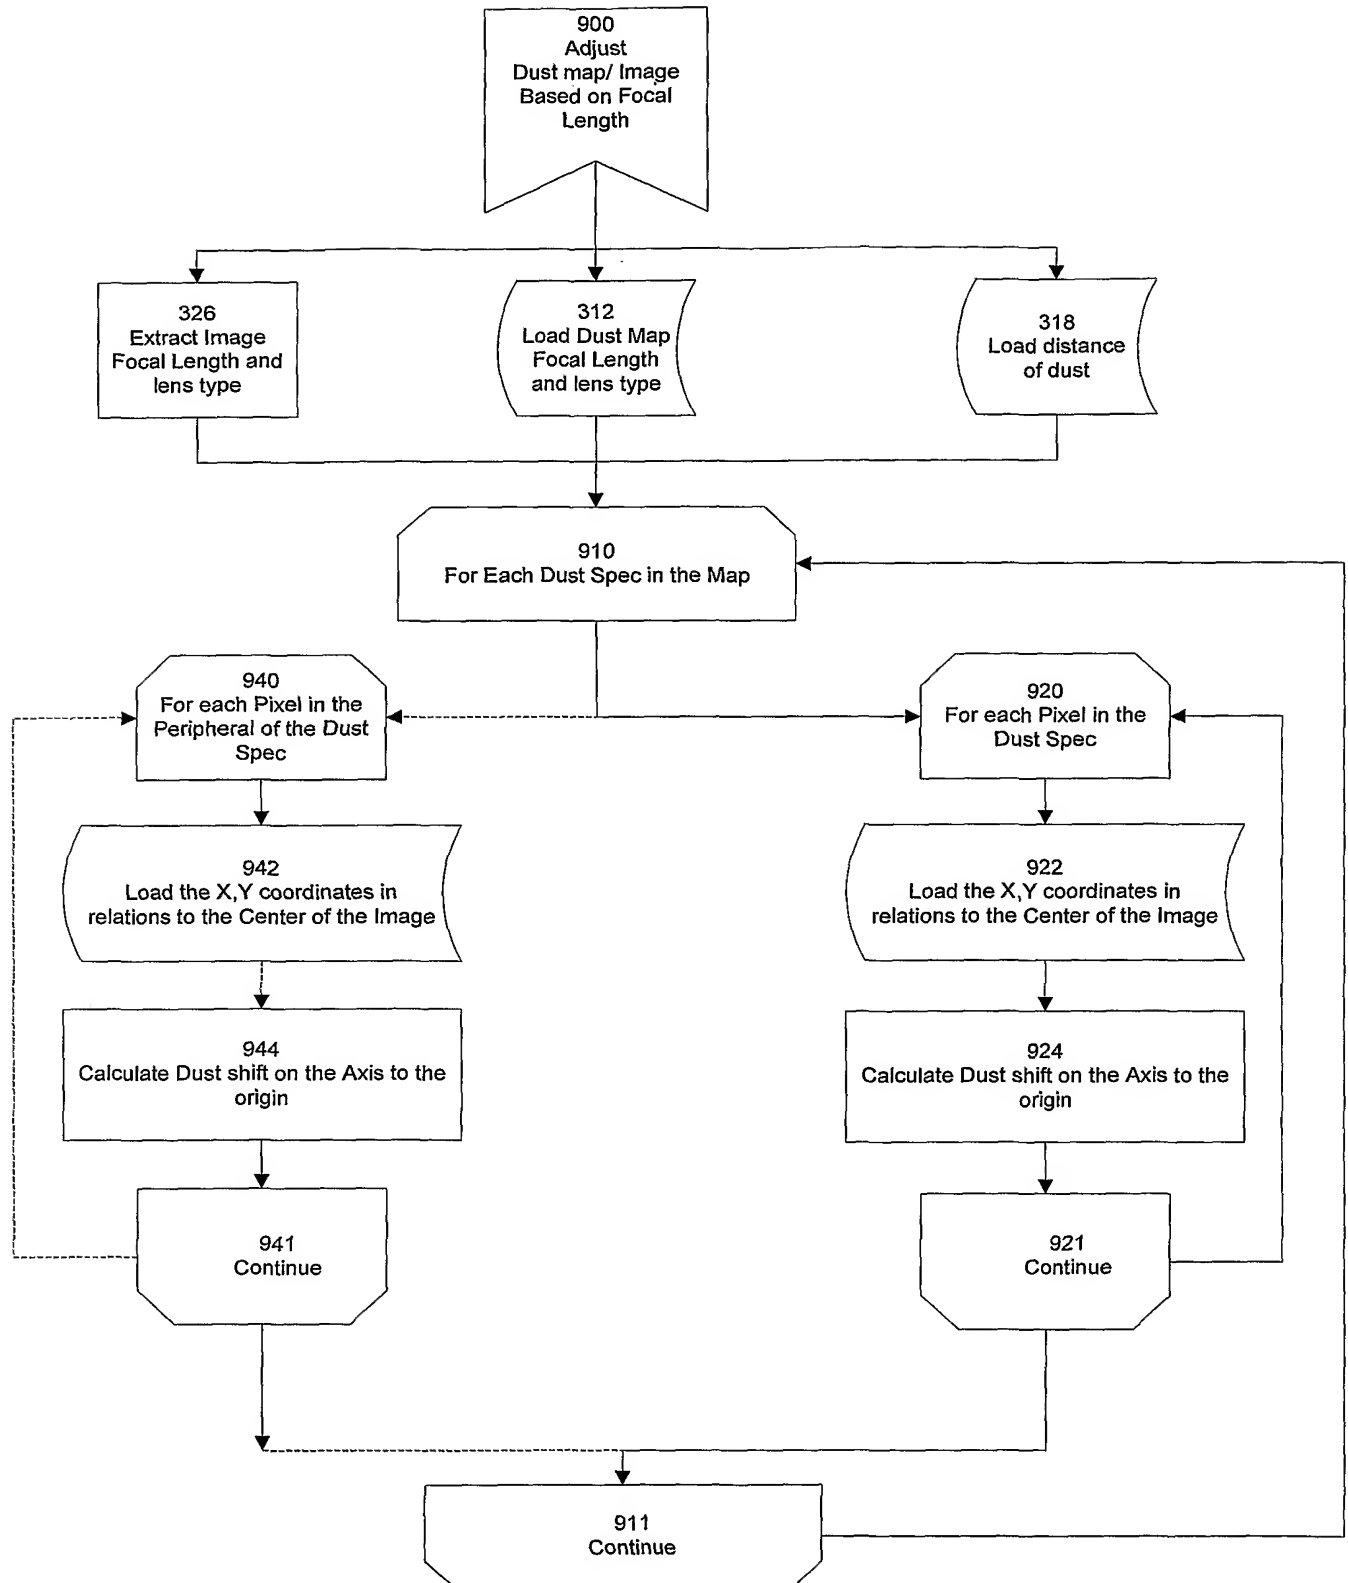 900
Adjust
Dust map/ Image
Based on Focal
Length
326
Extract Image
Focal Length and
lens type
312
Load Dust Map
Focal Length
and lens type
318
Load distance
of dust
910
For Each Dust Spec in the Map
940
For each Pixel in the
Peripheral of the Dust
Spec
920
For each Pixel in the
Dust Spec
942
Load the X,Y coordinates in
relations to the Center of the Image
922
Load the X,Y coordinates in
relations to the Center of the Image
944
Calculate Dust shift on the Axis to the
origin
924
Calculate Dust shift on the Axis to the
origin
941
Continue
921
Continue
911
Continue